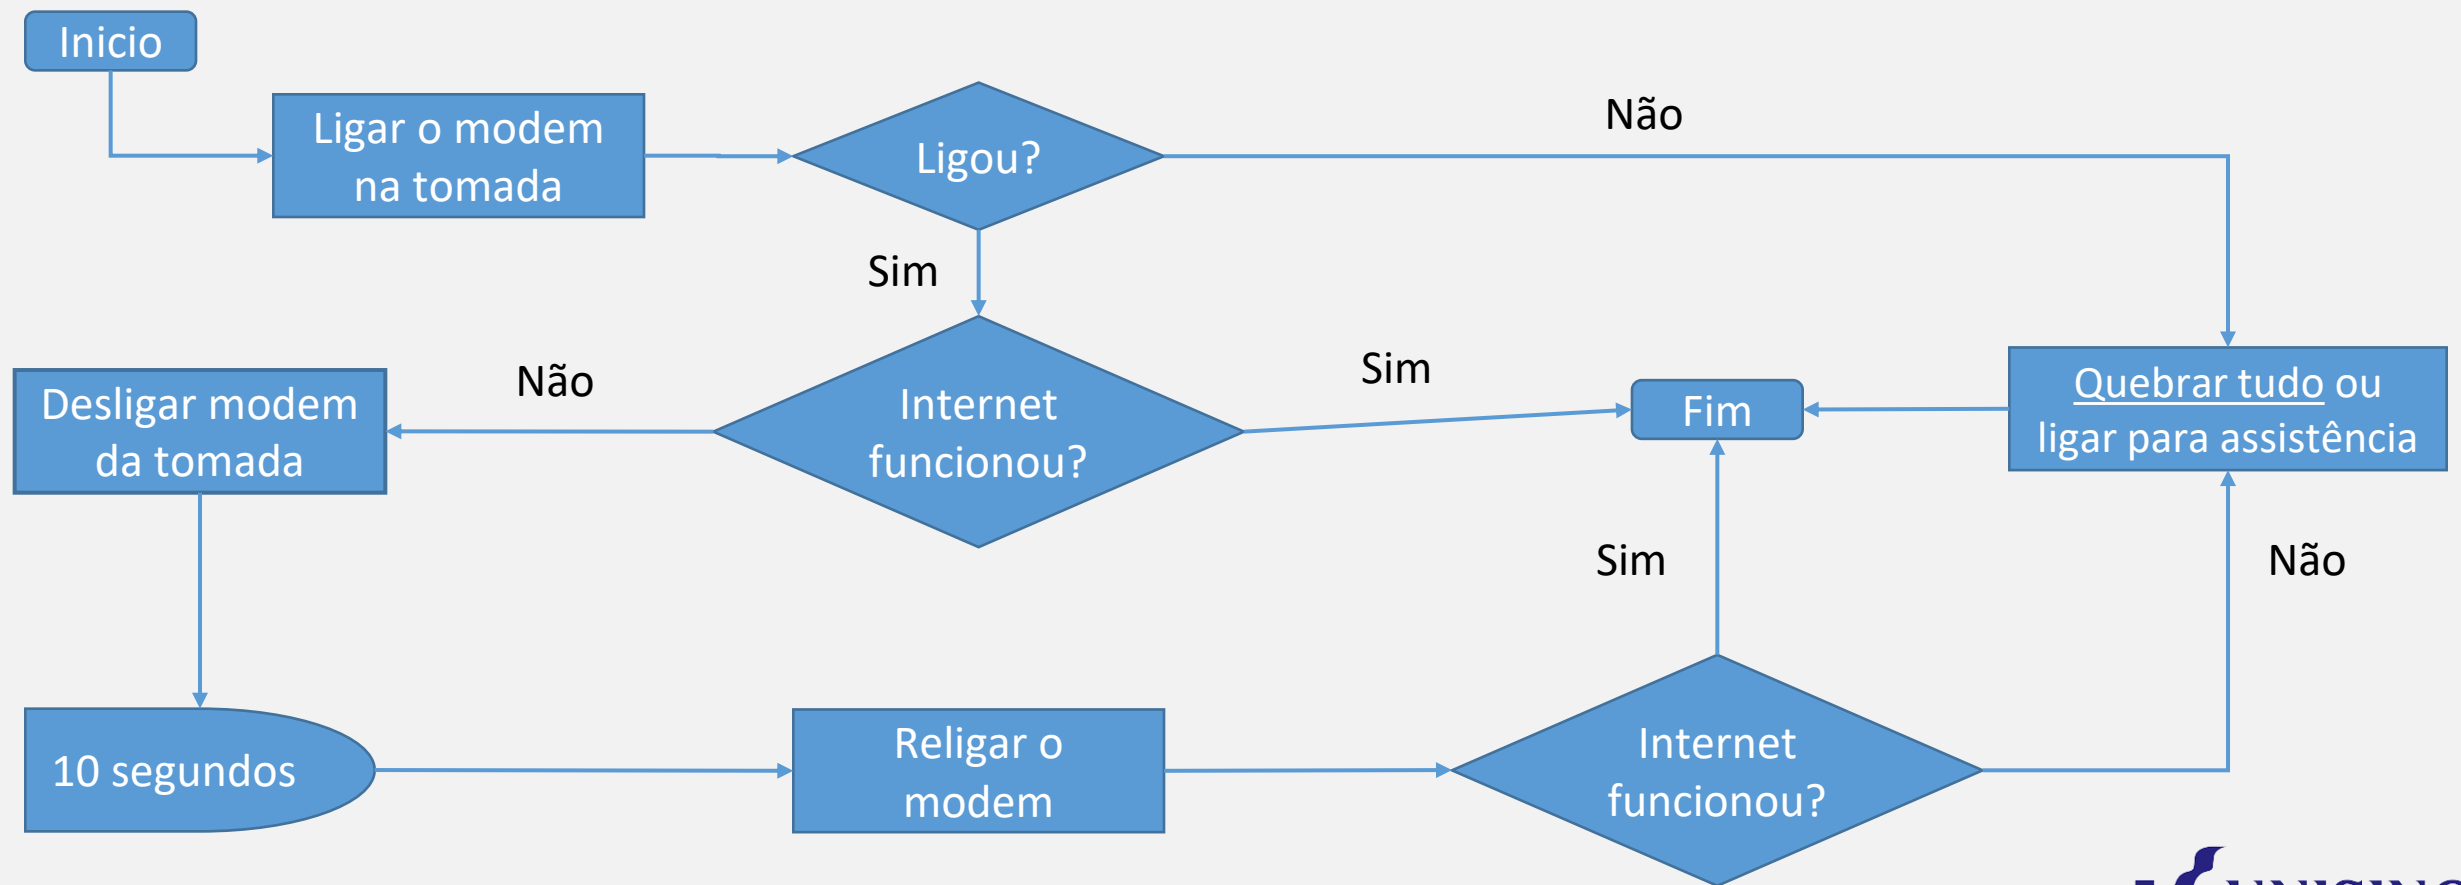 Inicio
Ligar o modem
na tomada
Ligou?
Não
Sim
Desligar modem
da tomada
Não
Internet
funcionou?
Sim
Fim
Quebrar tudo ou
ligar para assistência
Sim
Não
10 segundos
Religar o
modem
Internet
funcionou?